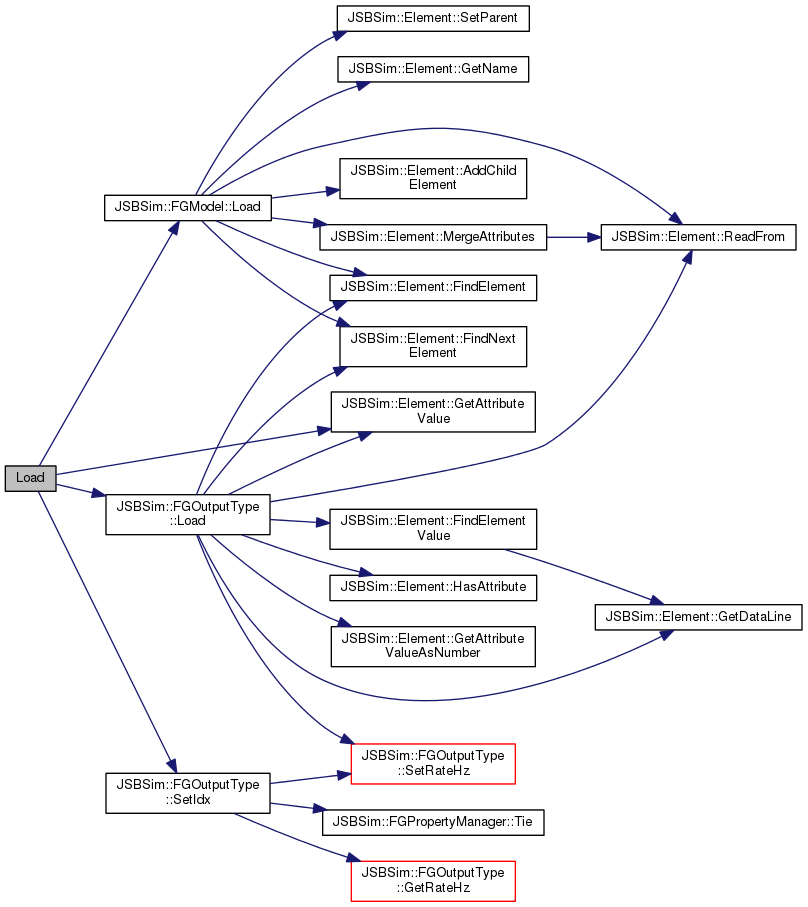 JSBSim::Element::SetParent
JSBSim::Element::GetName
JSBSim::Element::AddChild
Element
JSBSim::FGModel::Load
JSBSim::Element::MergeAttributes
JSBSim::Element::ReadFrom
JSBSim::Element::FindElement
JSBSim::Element::FindNext
Element
JSBSim::Element::GetAttribute
Value
Load
JSBSim::FGOutputType
::Load
JSBSim::Element::FindElement
Value
JSBSim::Element::HasAttribute
JSBSim::Element::GetDataLine
JSBSim::Element::GetAttribute
ValueAsNumber
JSBSim::FGOutputType
::SetRateHz
JSBSim::FGOutputType
::SetIdx
JSBSim::FGPropertyManager::Tie
JSBSim::FGOutputType
::GetRateHz